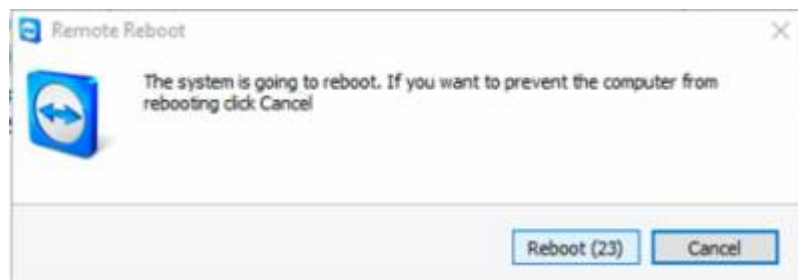 Remote Reboot
The system is going to reboot. If you want to prevent the computer from
rebooting click Cancel
Reboot (23)
Cancel